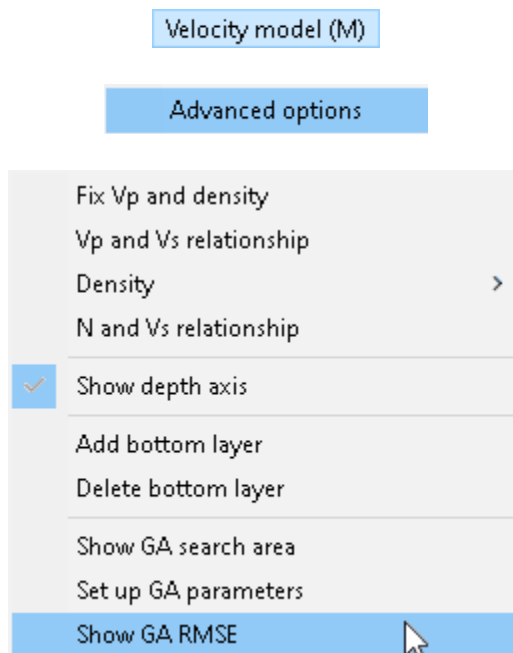 Velocity model (M)
Advanced options
Fix Vp and density
Vp and Vs relationship
Density
N and Vs relationship
Show depth axis
Add bottom layer
Delete bottom layer
Show GA search area
Set up GA parameters
Show GA RMSE